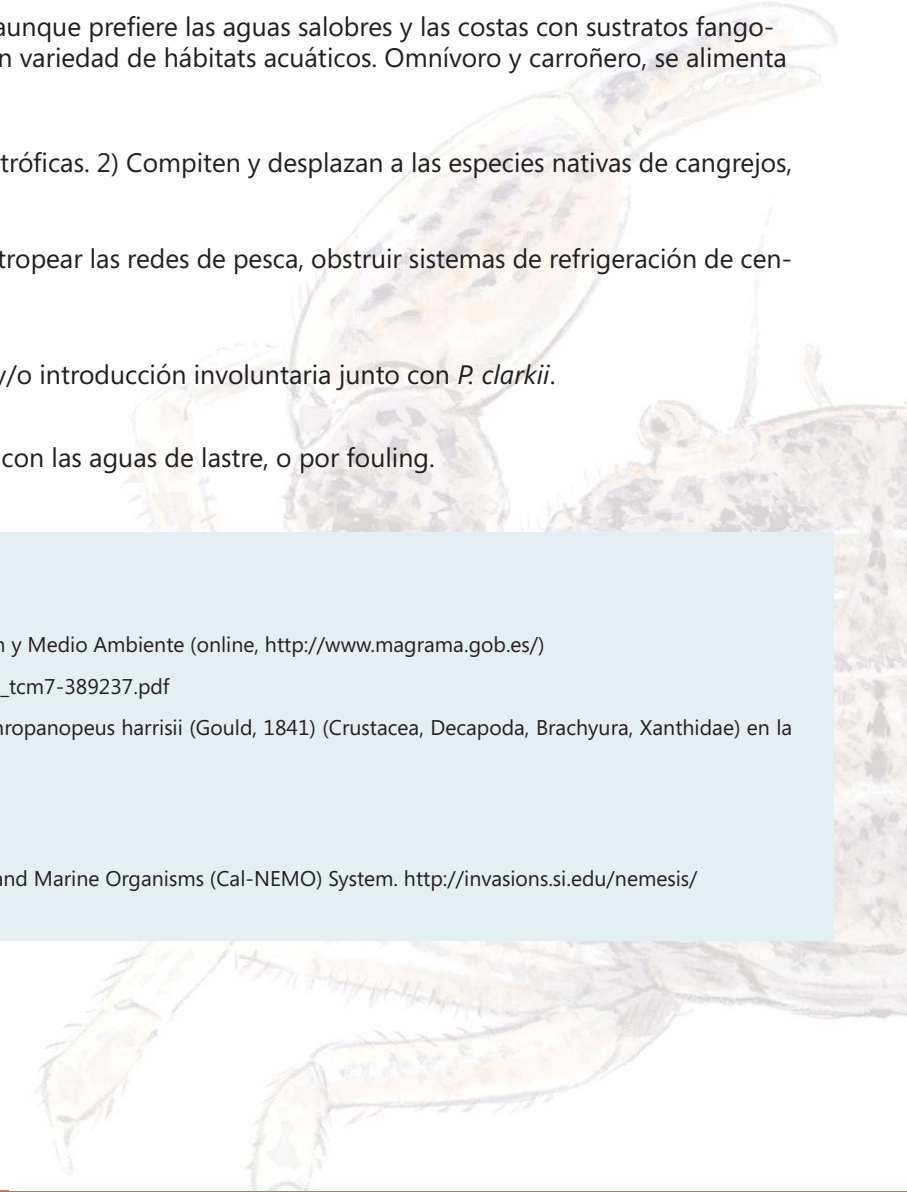 aunque prefiere las aguas salobres y las costas con sustratos fango-
n variedad de hábitats acuáticos. Omnívoro y carroñero, se alimenta
tróficas. 2) Compiten y desplazan a las especies nativas de cangrejos,
tropear las redes de pesca, obstruir sistemas de refrigeración de cen-
y/o introducción involuntaria junto con P. clarkii.
con las aguas de lastre, o por fouling.
n y Medio Ambiente (online, http://www.magrama.gob.es/)
_tcm7-389237.pdf
hropanopeus harrisii (Gould, 1841) (Crustacea, Decapoda, Brachyura, Xanthidae) en la
and Marine Organisms (Cal-NEMO) System. http://invasions.si.edu/nemesis/